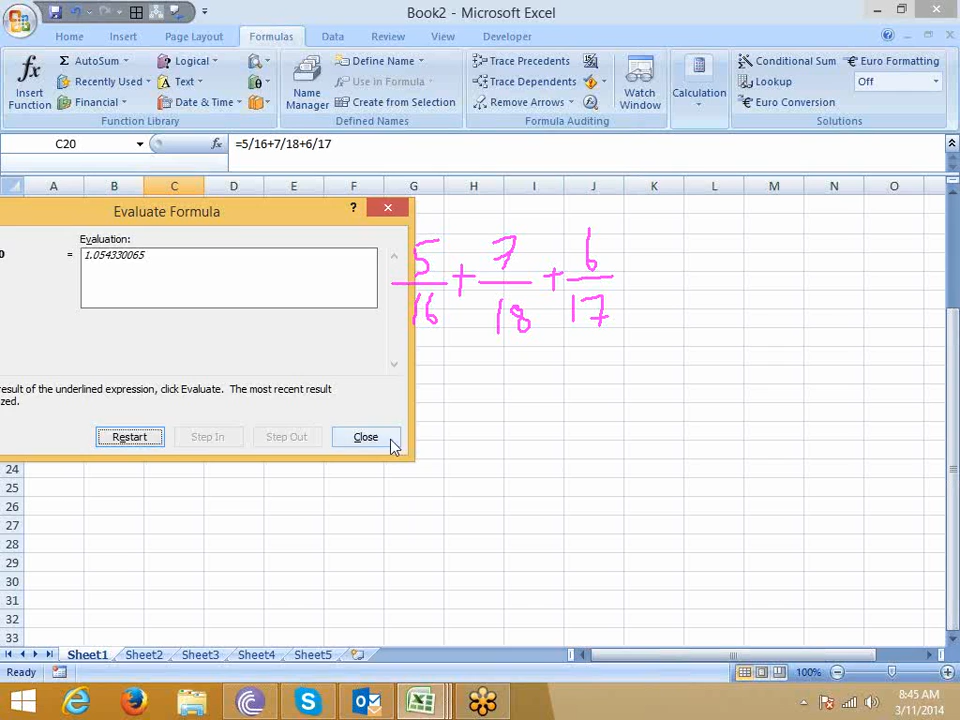 Book2 - Microsoft Excel
Home Insert Page Layout Formulas Data Review View Developer
Insert Function
AutoSum
Recently Used
Financial
Logical
Text
Date & Time
Function Library
Name Manager
Define Name
Use in Formula
Create from Selection
Defined Names
Trace Precedents
Trace Dependents
Remove Arrows
Watch Window
Formula Auditing
Calculation
Conditional Sum
Lookup
Euro Conversion
Euro Formatting
Off
Solutions
C20 fx =5/16+7/18+6/17
A B C D E F G H I J K L M N O
Evaluate Formula ?
Evaluation:
0 = 1.054330065
result of the underlined expression, click Evaluate. The most recent result
zed.
Restart Step In Step Out Close
5/16 + 7/18 + 6/17
24
25
26
27
28
29
30
31
32
33
Sheet1 Sheet2 Sheet3 Sheet4 Sheet5
Ready 100%
8:45 AM
3/11/2014